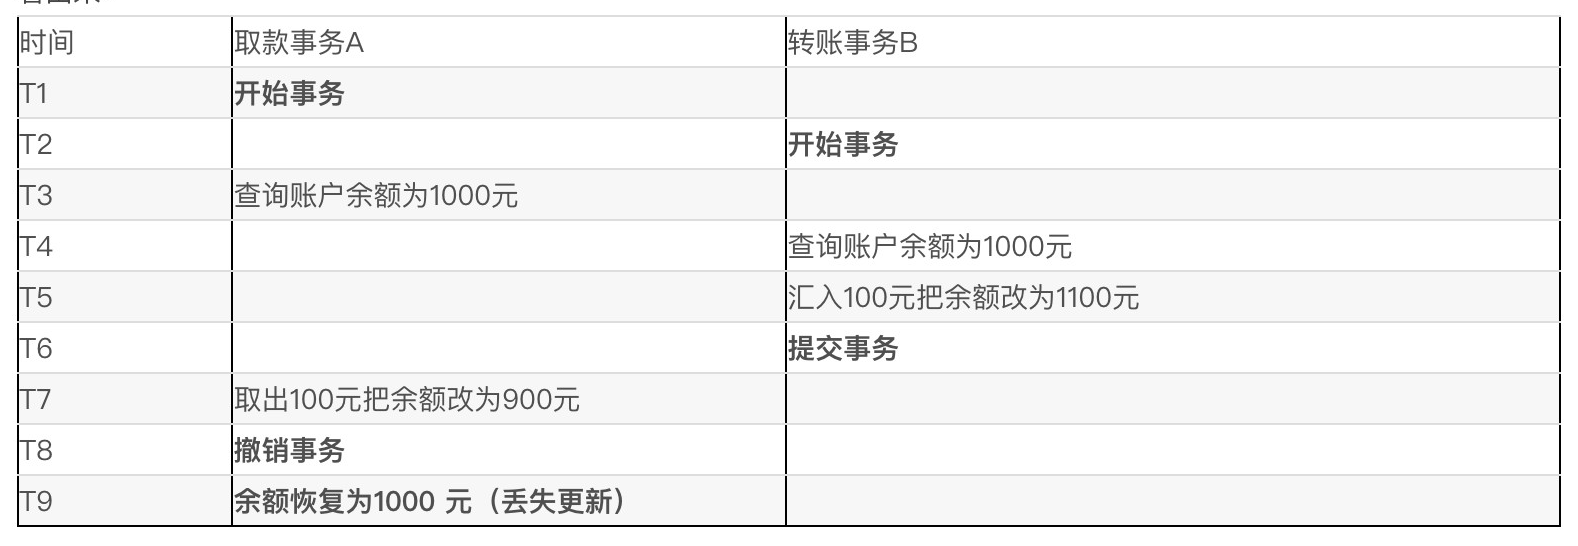 时间 取款事务A 转账事务B
T1 开始事务
T2 开始事务
T3 查询账户余额为1000元
T4 查询账户余额为1000元
T5 汇入100元把余额改为1100元
T6 提交事务
T7 取出100元把余额改为900元
T8 撤销事务
T9 余额恢复为1000 元（丢失更新）